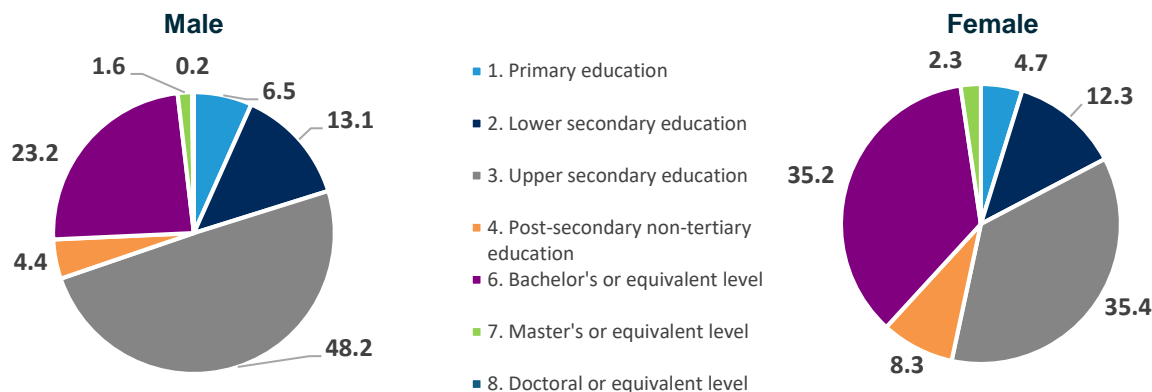 Male
1.6
0.2
6.5
13.1
23.2
4.4
48.2
1. Primary education
2. Lower secondary education
3. Upper secondary education
4. Post-secondary non-tertiary
education
6. Bachelor's or equivalent level
7. Master's or equivalent level
8. Doctoral or equivalent level
Female
2.3
4.7
12.3
35.2
35.4
8.3